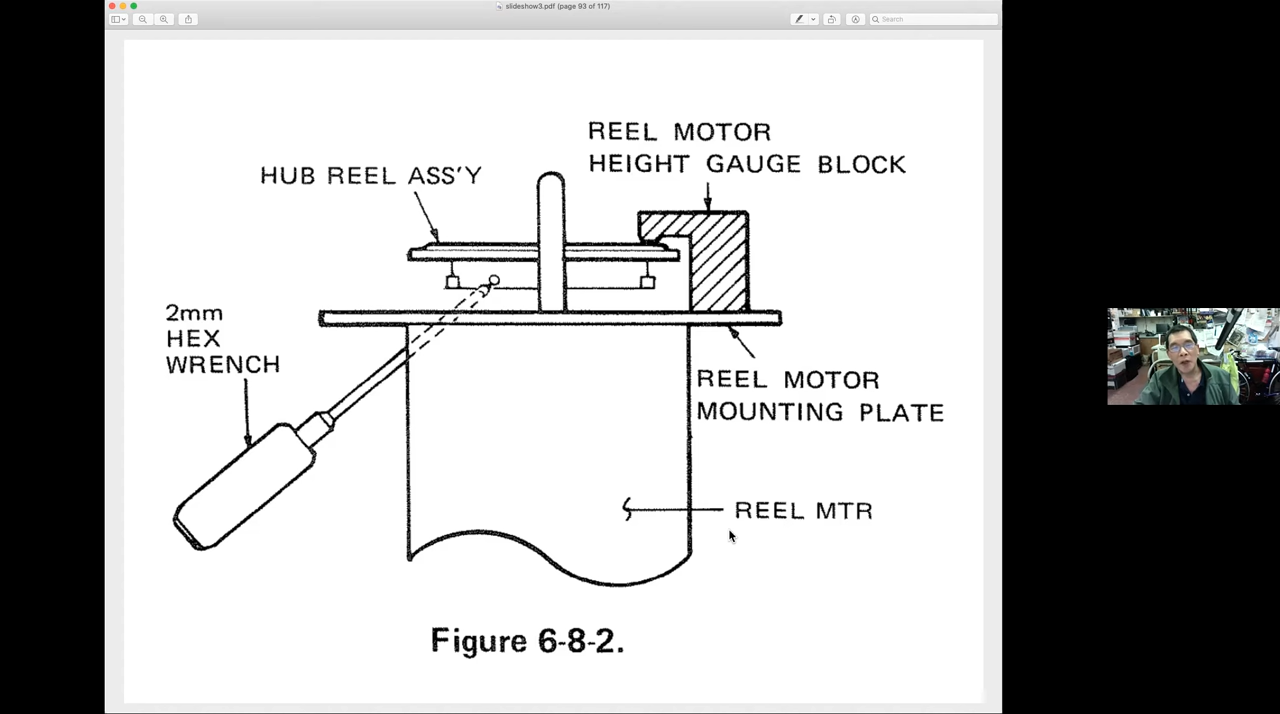 slideshow3.pdf (page 93 of 117)
Search
REEL MOTOR
HEIGHT GAUGE BLOCK
HUB REEL ASS'Y
2mm
HEX
WRENCH
REEL MOTOR
MOUNTING PLATE
REEL MTR
Figure 6-8-2.